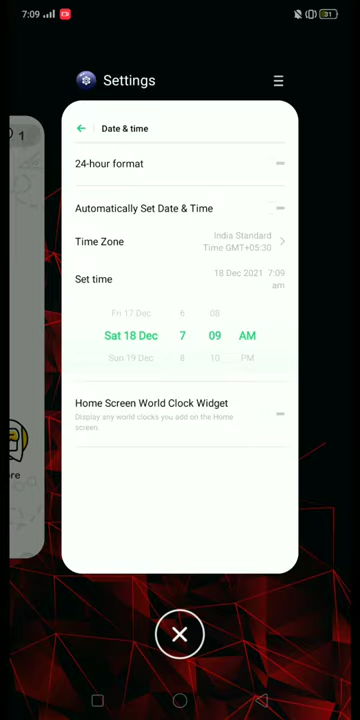 7:09
31
Settings
1
Date & time
24-hour format
Automatically Set Date & Time
Time Zone
India Standard
Time GMT+05:30
Set time
18 Dec 2021 7:09
am
Fri 17 Dec 6 08
Sat 18 Dec 7 09 AM
Sun 19 Dec 8 10 PM
Home Screen World Clock Widget
Display any world clocks you add on the Home
screen.
re